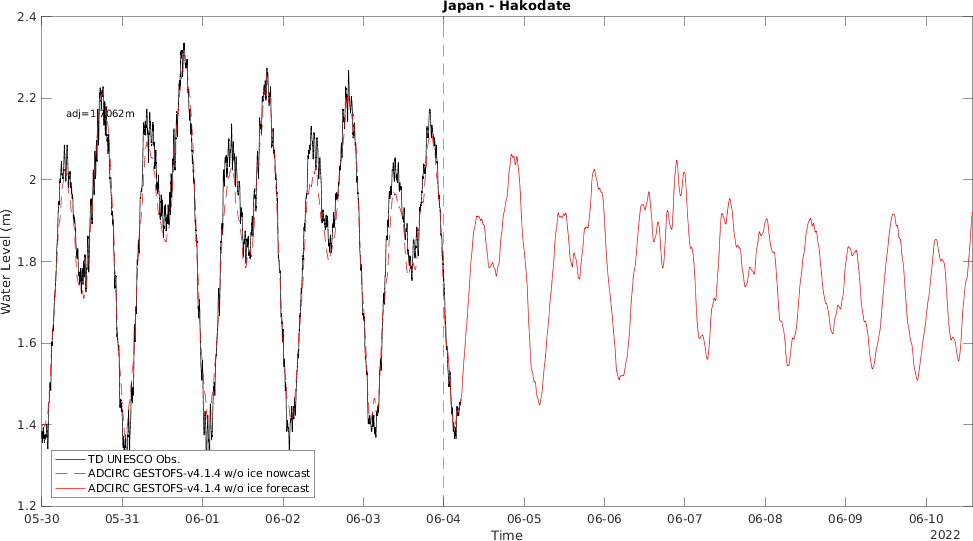 Japan - Hakodate
2.4
2.2
2
1.8
1.6
1.4
1.2
Water Level (m)
adj=1.7062m
TD UNESCO Obs.
ADCIRC GESTOFS-v4.1.4 w/o ice nowcast
ADCIRC GESTOFS-v4.1.4 w/o ice forecast
05-30 05-31 06-01 06-02 06-03 06-04 06-05 06-06 06-07 06-08 06-09 06-10
Time
2022